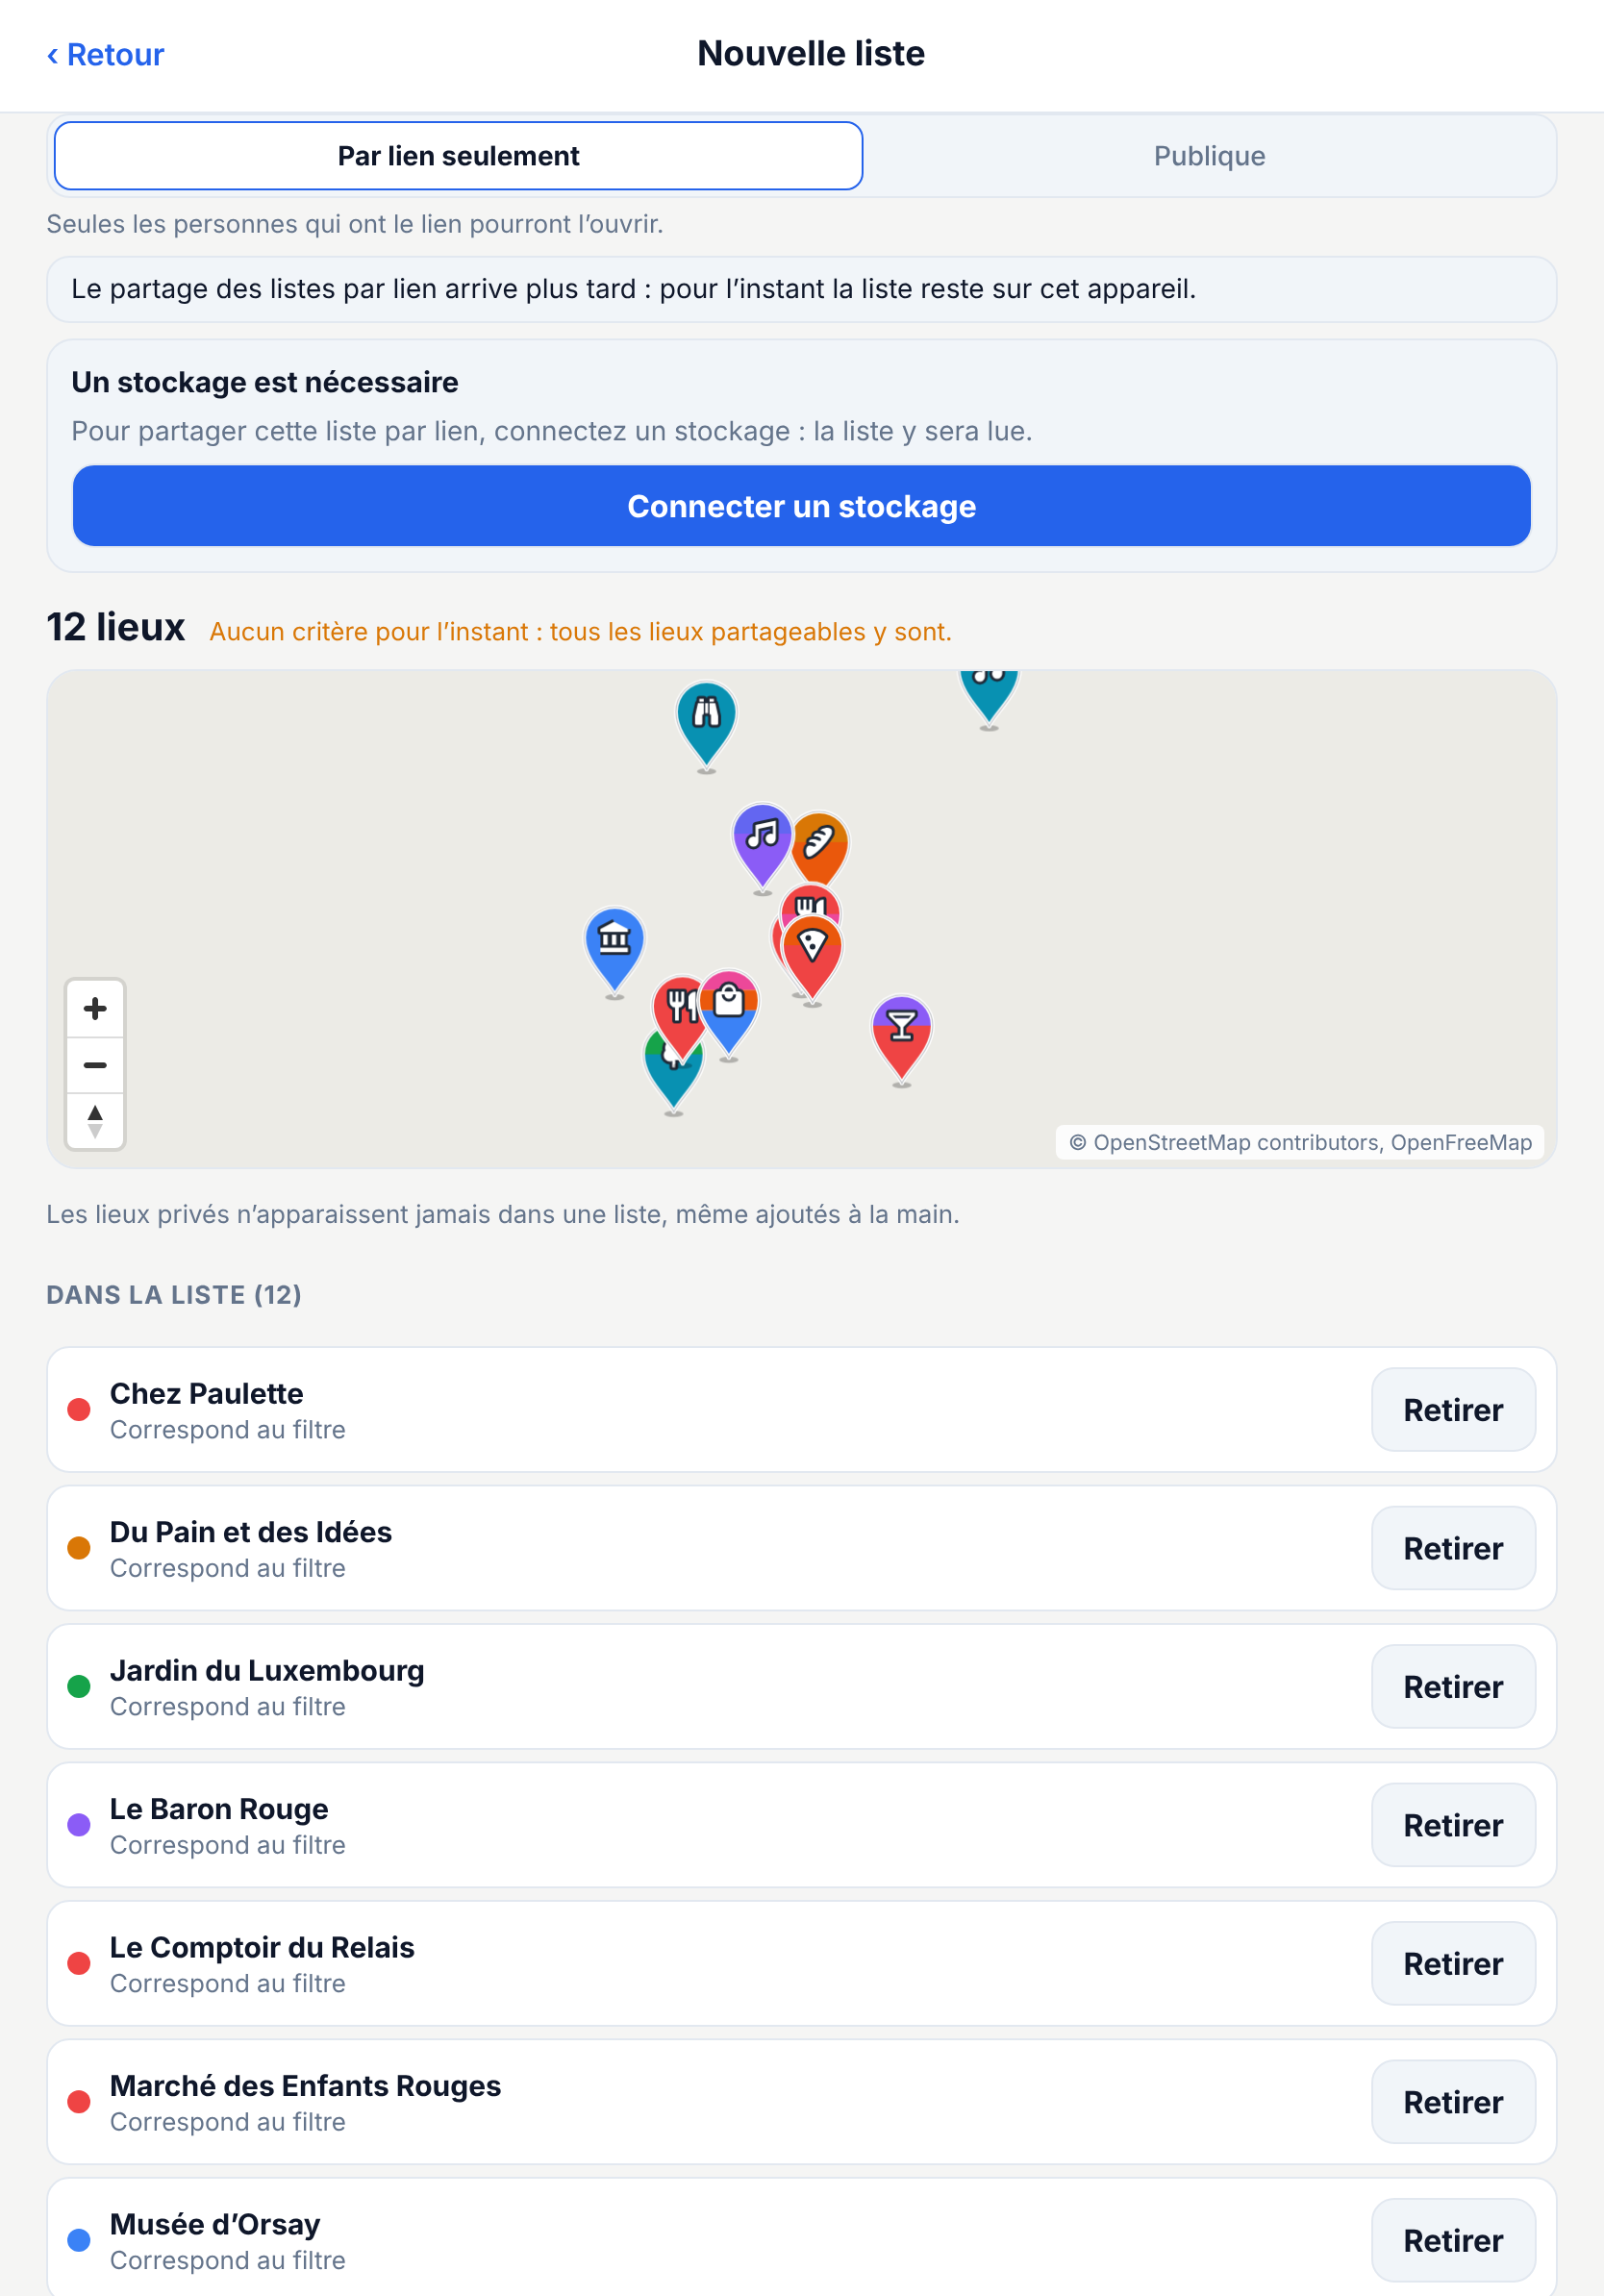 ‹ Retour
Nouvelle liste
Par lien seulement
Publique
Seules les personnes qui ont le lien pourront l’ouvrir.
Le partage des listes par lien arrive plus tard : pour l’instant la liste reste sur cet appareil.
Un stockage est nécessaire
Pour partager cette liste par lien, connectez un stockage : la liste y sera lue.
Connecter un stockage
12 lieux
Aucun critère pour l’instant : tous les lieux partageables y sont.
© OpenStreetMap contributors, OpenFreeMap
Les lieux privés n’apparaissent jamais dans une liste, même ajoutés à la main.
DANS LA LISTE (12)
Chez Paulette
Correspond au filtre
Retirer
Du Pain et des Idées
Correspond au filtre
Retirer
Jardin du Luxembourg
Correspond au filtre
Retirer
Le Baron Rouge
Correspond au filtre
Retirer
Le Comptoir du Relais
Correspond au filtre
Retirer
Marché des Enfants Rouges
Correspond au filtre
Retirer
Musée d’Orsay
Correspond au filtre
Retirer